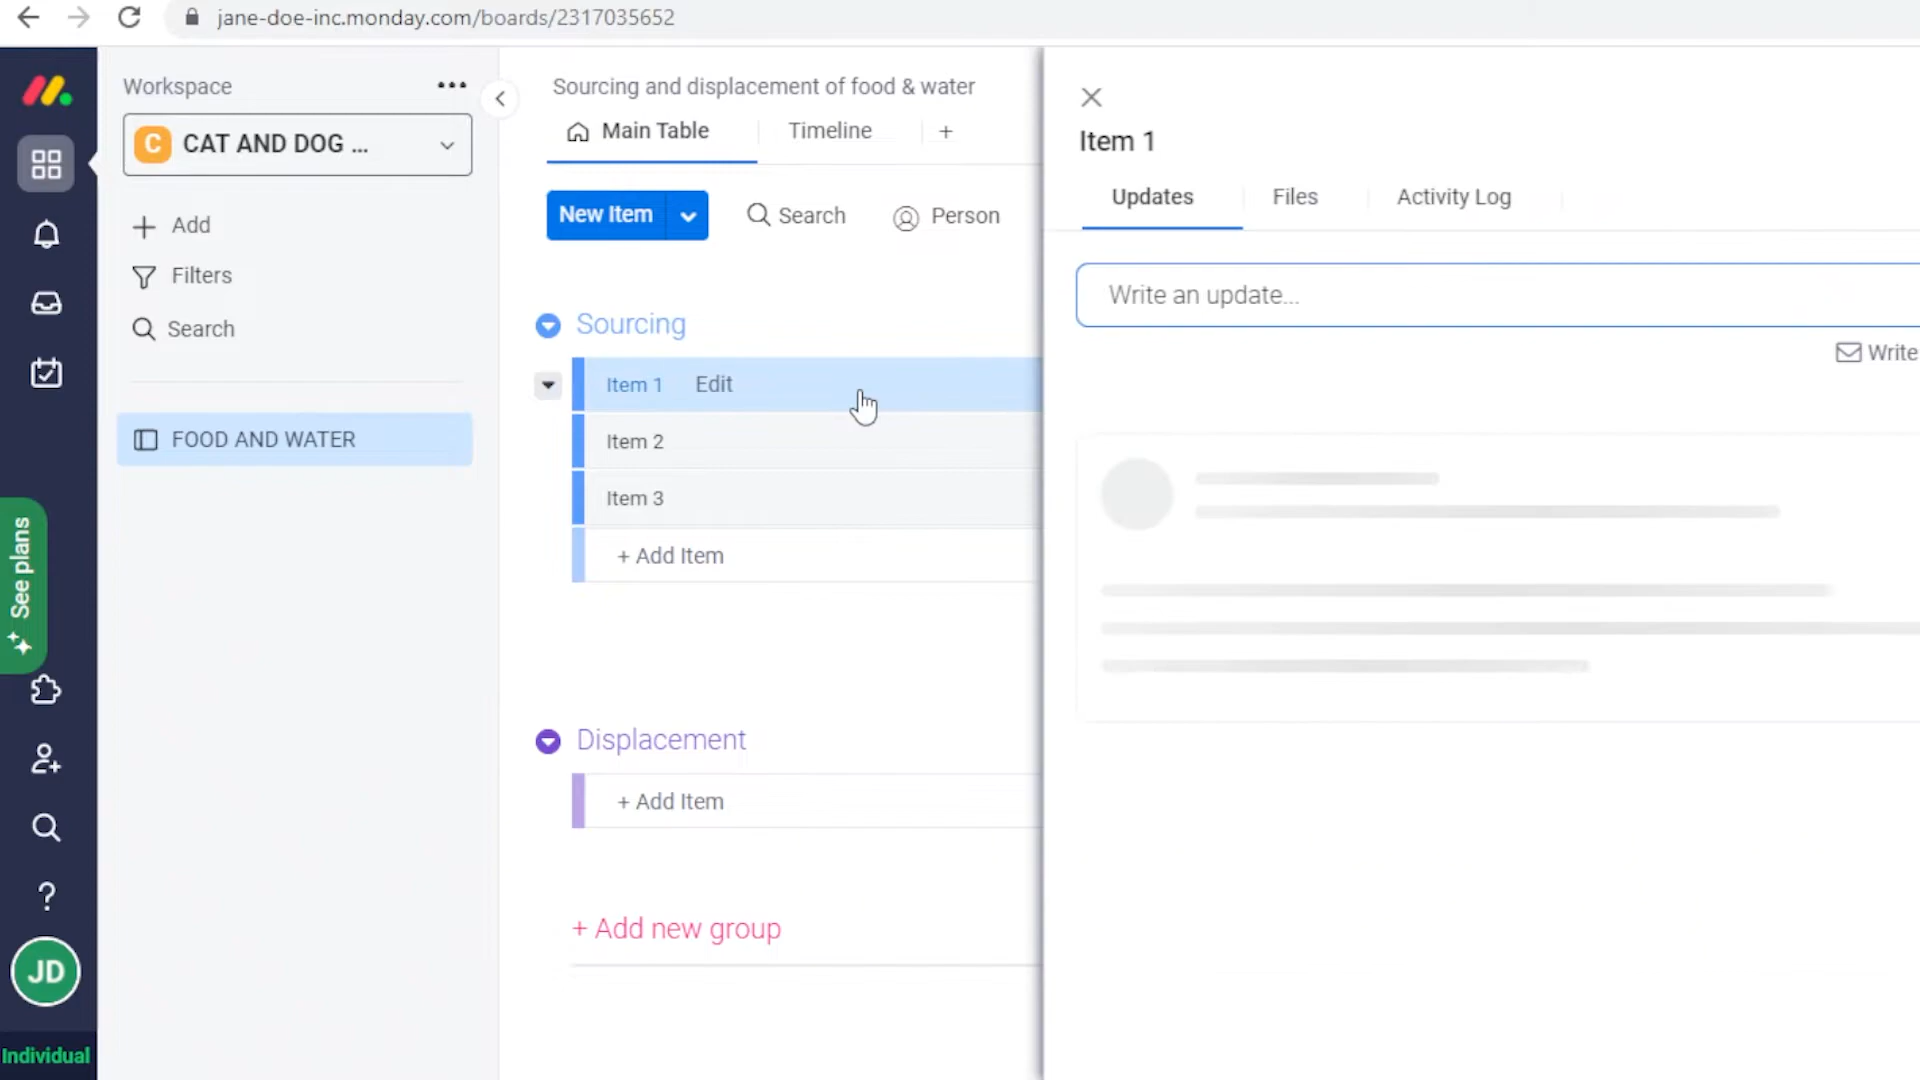 jane-doe-inc.monday.com/boards/2317035652
Workspace
C CAT AND DOG ...
Add
Filters
Search
FOOD AND WATER
See plans
JD
Individual
Sourcing and displacement of food & water
Main Table
Timeline
+
New Item
Search
Person
Sourcing
Item 1 Edit
Item 2
Item 3
+ Add Item
Displacement
+ Add Item
+ Add new group
Item 1
Updates
Files
Activity Log
Write an update...
Write